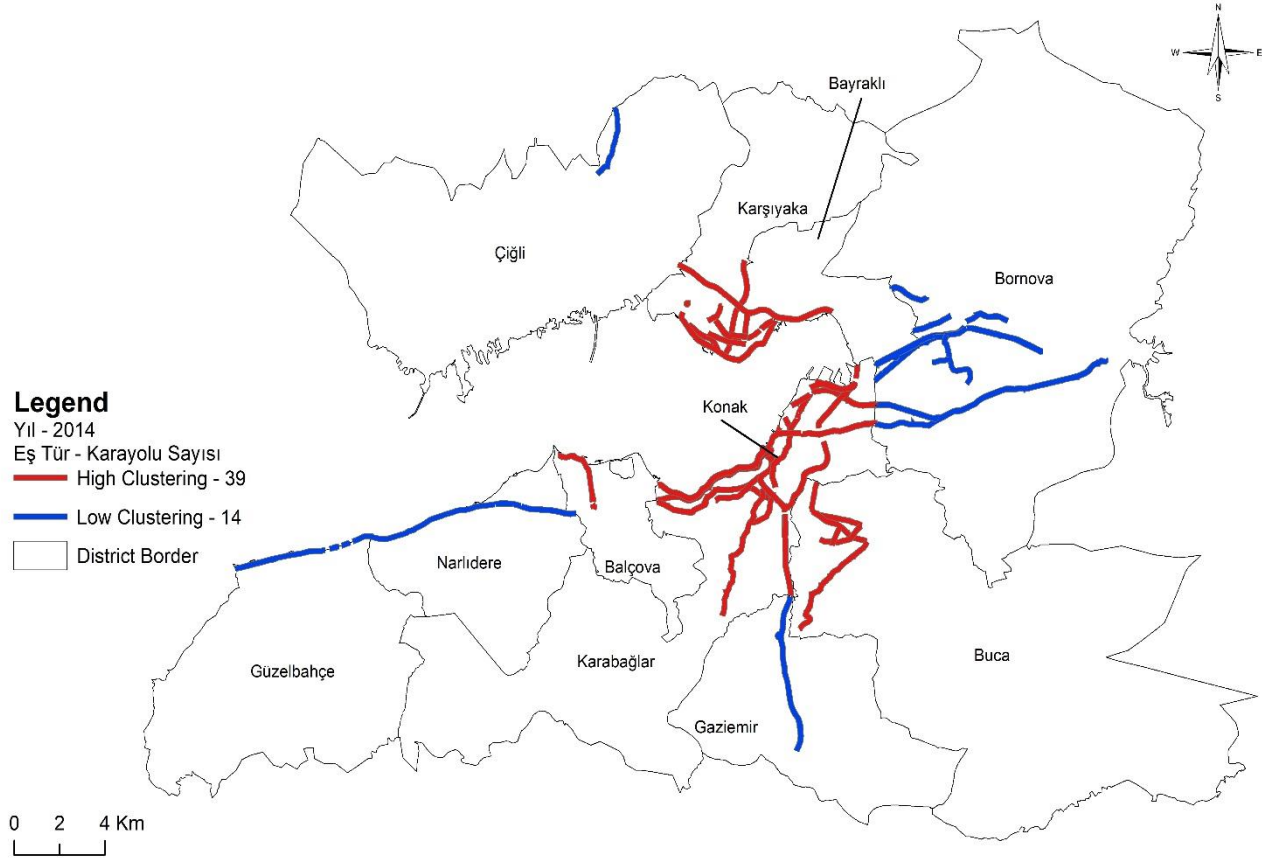 N
W E
S
Bayraklı
Karşıyaka
Çiğli
Bornova
Legend
Yıl - 2014
Eş Tür - Karayolu Sayısı
High Clustering - 39
Low Clustering - 14
District Border
Konak
Narlıdere
Balçova
Güzelbahçe
Karabağlar
Buca
Gaziemir
0 2 4 Km